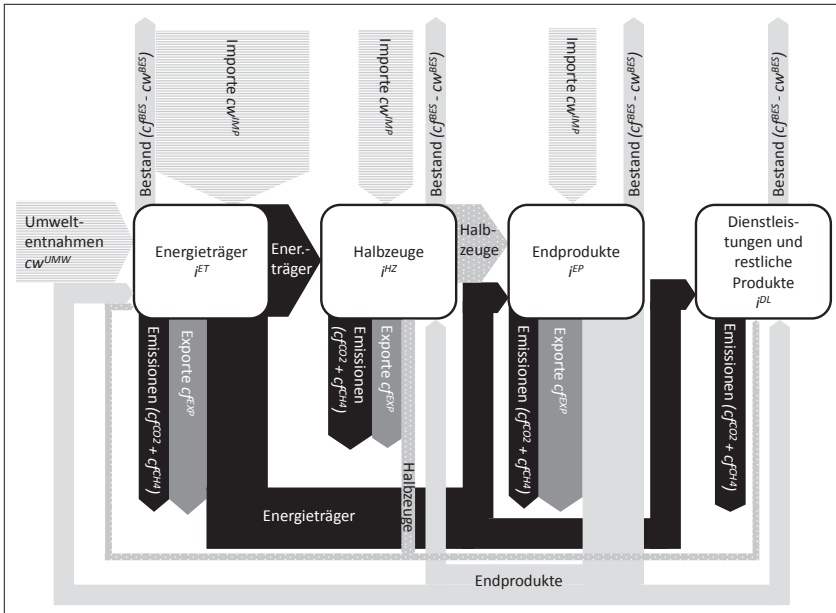 Bestand (cf^BES - cw^BES)
Importe cw^IMP
Importe cw^IMP
Bestand (cf^BES - cw^BES)
Importe cw^IMP
Bestand (cf^BES - cw^BES)
Bestand (cf^BES - cw^BES)
Umwelt-
entnahmen
cw^UMW
Energieträger
i^ET
Ener.-
träger
Halbzeuge
i^HZ
Halb-
zeuge
Endprodukte
i^EP
Dienstleis-
tungen und
restliche
Produkte
i^DL
Emissionen (cf^CO2 + cf^CH4)
Exporte cf^EXP
Emissionen
(cf^CO2 + cf^CH4)
Exporte cf^EXP
Halbzeuge
Emissionen (cf^CO2 + cf^CH4)
Exporte cf^EXP
Emissionen (cf^CO2 + cf^CH4)
Energieträger
Endprodukte